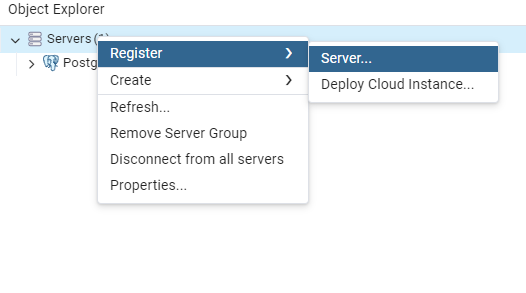 Object Explorer
Servers (1)
Register
Server...
Postg
Create
Deploy Cloud Instance...
Refresh...
Remove Server Group
Disconnect from all servers
Properties...